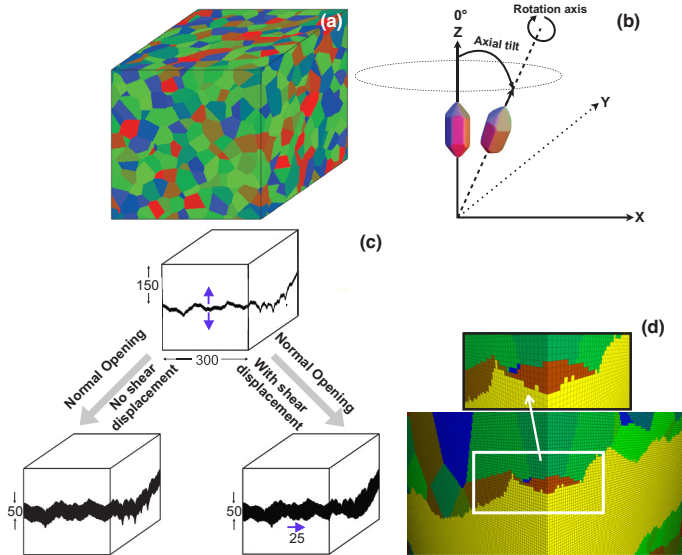 (a)
0°
Z
Axial tilt
Rotation axis
(b)
Y
X
(c)
150
300
Normal Opening
No shear
displacement
With shear
displacement
Normal Opening
50
50
25
(d)